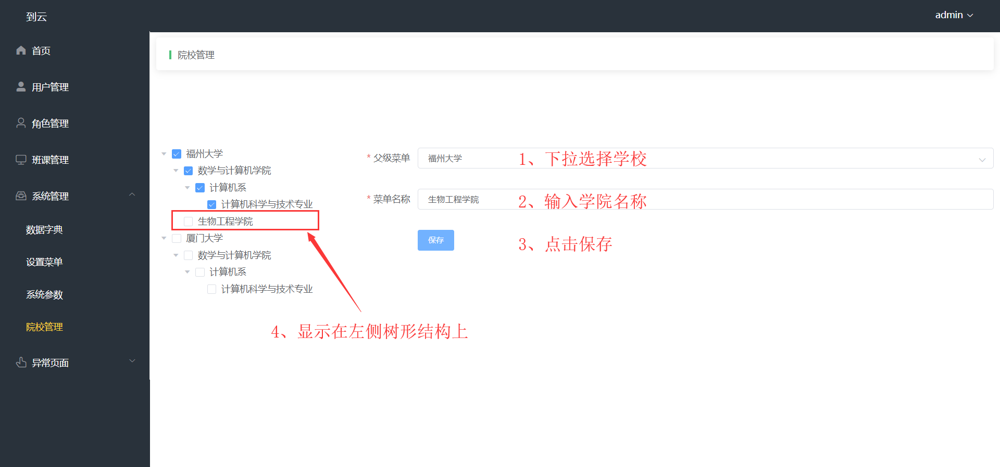 到云
admin
首页
用户管理
角色管理
班课管理
系统管理
数据字典
设置菜单
系统参数
院校管理
异常页面
院校管理
福州大学
数学与计算机学院
计算机系
计算机科学与技术专业
生物工程学院
厦门大学
数学与计算机学院
计算机系
计算机科学与技术专业
* 父级菜单 福州大学 1、下拉选择学校
* 菜单名称 生物工程学院 2、输入学院名称
保存 3、点击保存
4、显示在左侧树形结构上